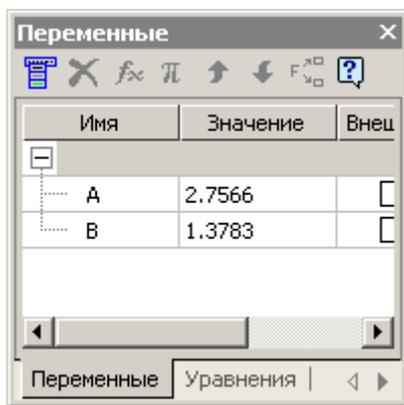 Переменные
Имя Значение Внеш
A 2.7566
B 1.3783
Переменные Уравнения